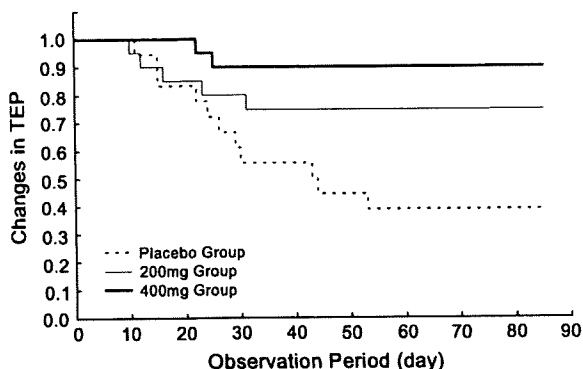 Changes in TEP
1.0
0.9
0.8
0.7
0.6
0.5
0.4
0.3
0.2
0.1
0.0
Placebo Group
200mg Group
400mg Group
0 10 20 30 40 50 60 70 80 90
Observation Period (day)